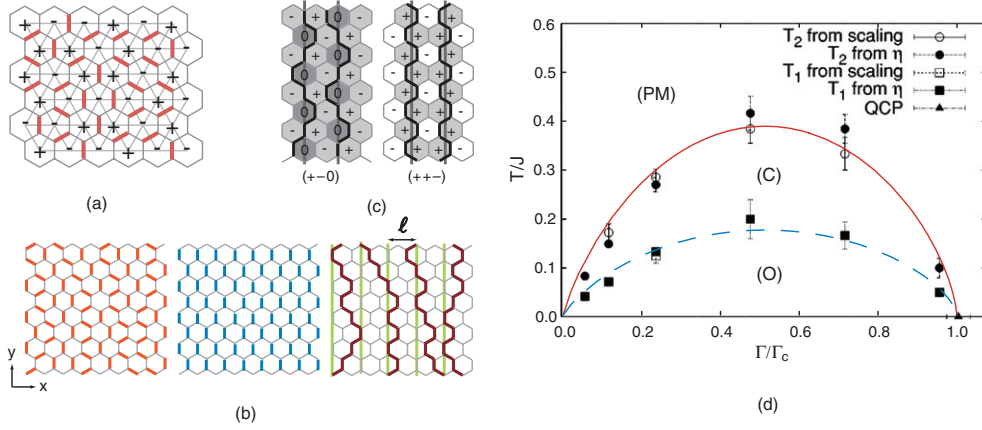 (a)
(+−0)
(++-)
(c)
ℓ
y
x
(b)
T/J
0.6
0.5
0.4
0.3
0.2
0.1
0.0
T₂ from scaling
T₂ from η
T₁ from scaling
T₁ from η
QCP
(PM)
(C)
(O)
0.0 0.2 0.4 0.6 0.8 1.0
Γ/Γc
(d)